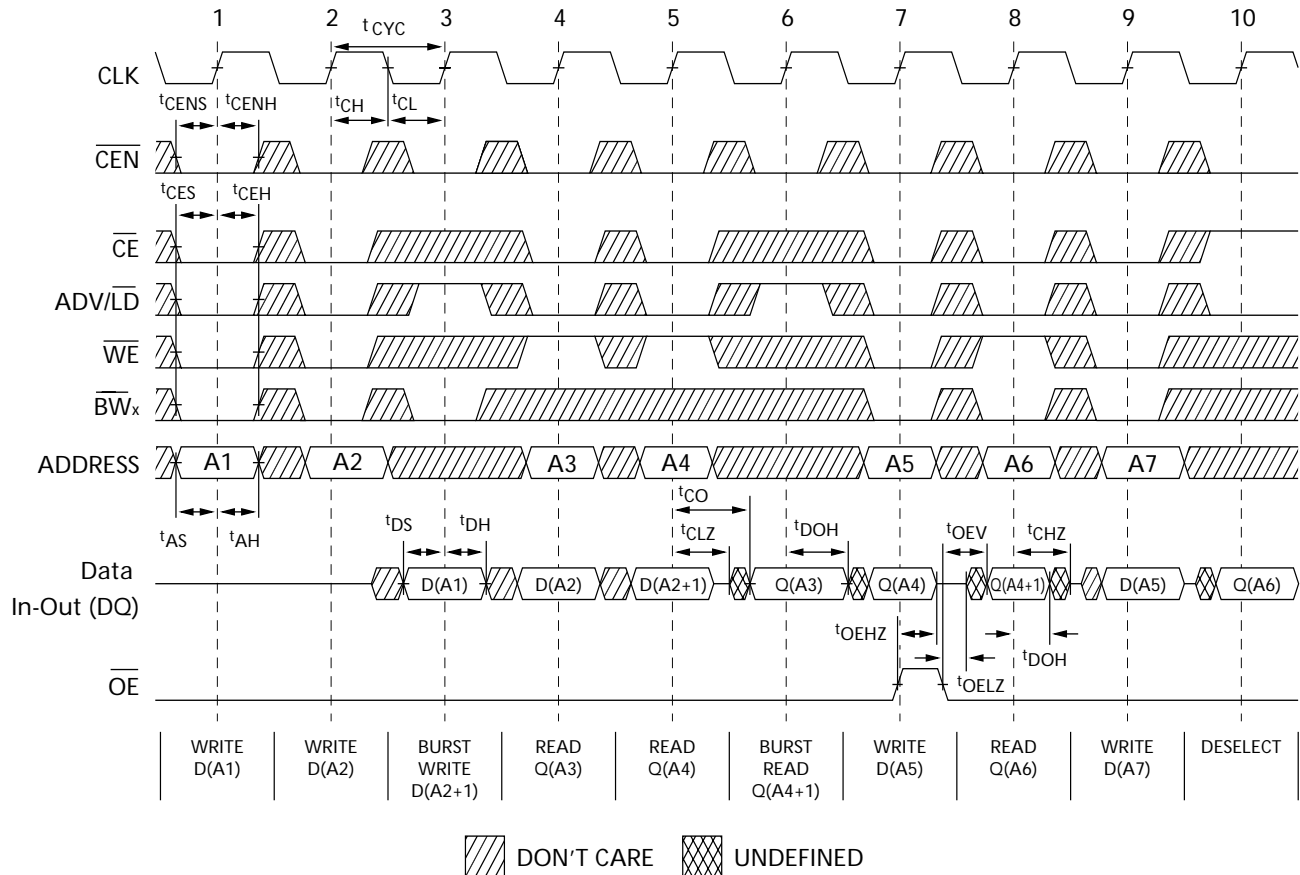 1 2 3 4 5 6 7 8 9 10
tCYC
CLK
tCENS tCENH tCH tCL
CEN
tCES tCEH
CE
ADV/LD
WE
BWx
ADDRESS A1 A2 A3 A4 A5 A6 A7
tCO
tAS tAH tDS tDH tCLZ tDOH tOEV tCHZ
Data
In-Out (DQ)
D(A1) D(A2) D(A2+1) Q(A3) Q(A4) Q(A4+1) D(A5) Q(A6)
tOEHZ tDOH
tOELZ
OE
WRITE
D(A1)
WRITE
D(A2)
BURST
WRITE
D(A2+1)
READ
Q(A3)
READ
Q(A4)
BURST
READ
Q(A4+1)
WRITE
D(A5)
READ
Q(A6)
WRITE
D(A7)
DESELECT
DON'T CARE UNDEFINED